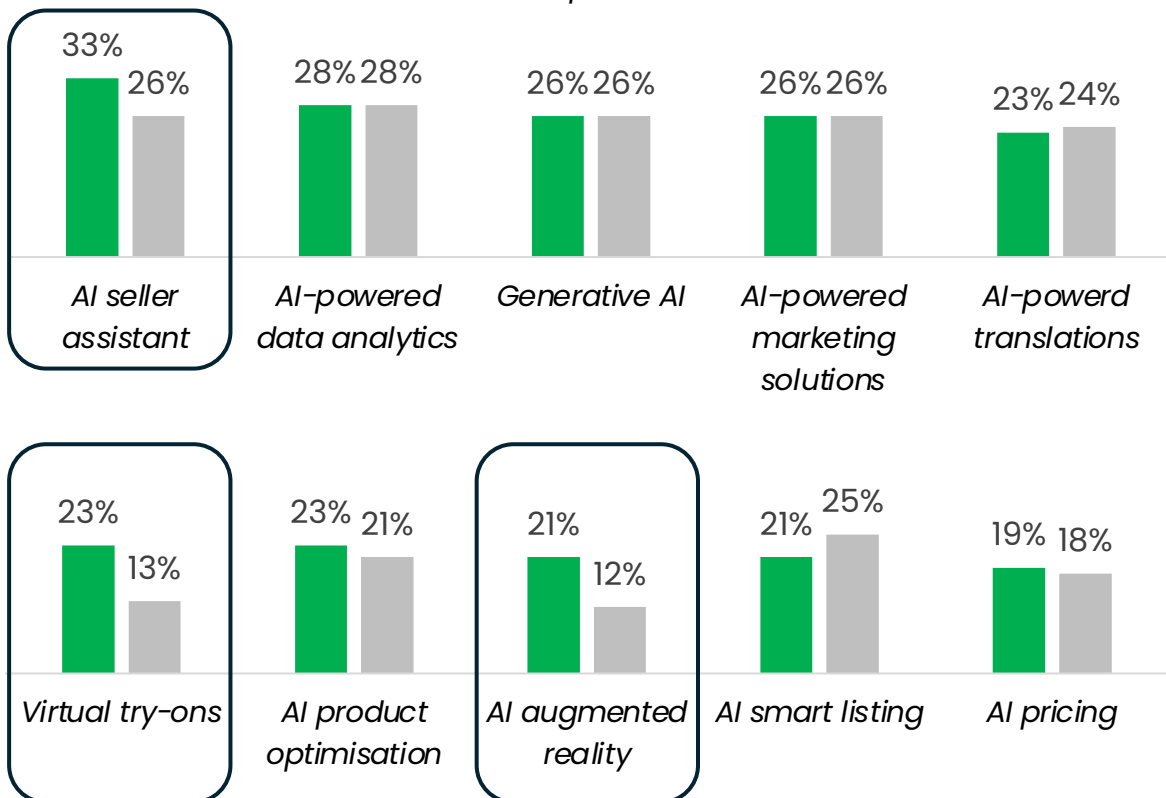 33%
26%
28% 28%
26% 26%
26% 26%
23% 24%
AI seller
assistant
AI-powered
data analytics
Generative AI
AI-powered
marketing
solutions
AI-powerd
translations
23%
13%
23% 21%
21%
12%
21%
25%
19% 18%
Virtual try-ons
AI product
optimisation
AI augmented
reality
AI smart listing
AI pricing